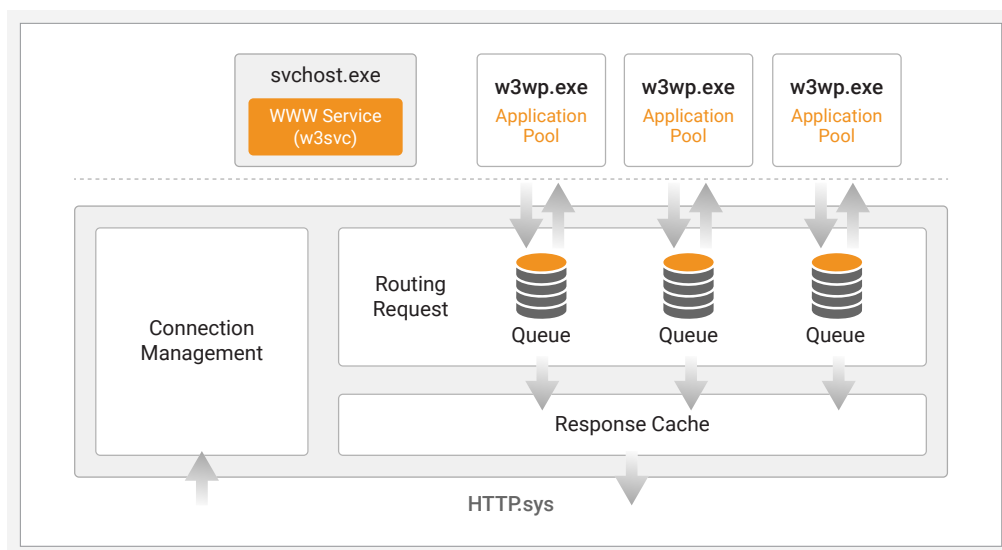 svchost.exe
WWW Service
(w3svc)
w3wp.exe
Application
Pool
w3wp.exe
Application
Pool
w3wp.exe
Application
Pool
Connection
Management
Routing
Request
Queue
Queue
Queue
Response Cache
HTTP.sys